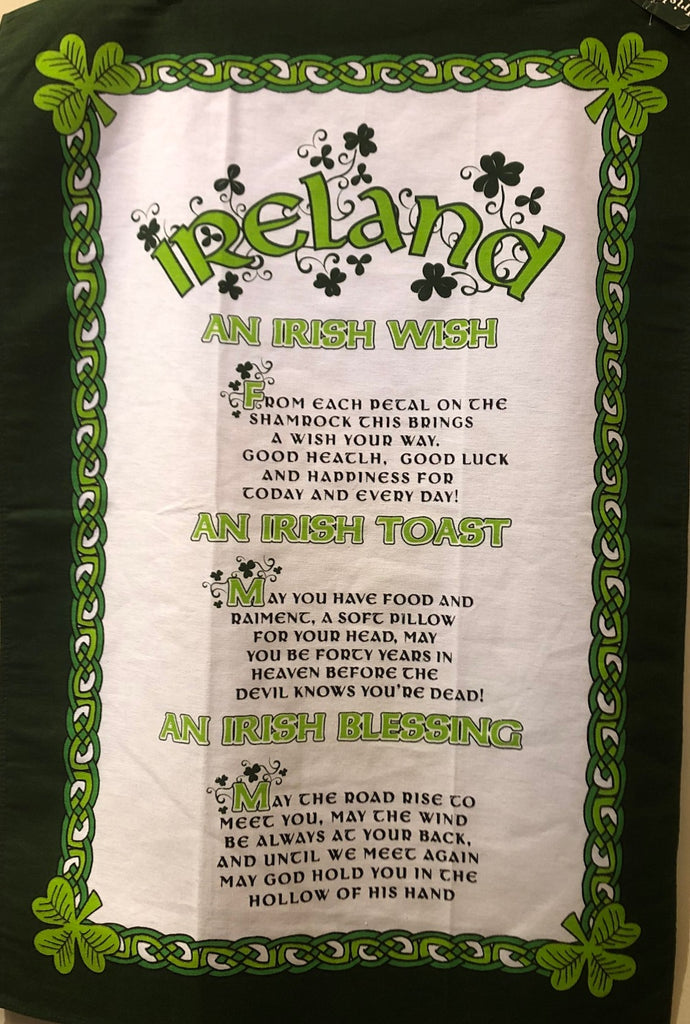 IRELAND
AN IRISH WISH
FROM EACH PETAL ON THE
SHAMROCK THIS BRINGS
A WISH YOUR WAY.
GOOD HEATLH, GOOD LUCK
AND HAPPINESS FOR
TODAY AND EVERY DAY!
AN IRISH TOAST
MAY YOU HAVE FOOD AND
RAIMENT, A SOFT PILLOW
FOR YOUR HEAD, MAY
YOU BE FORTY YEARS IN
HEAVEN BEFORE THE
DEVIL KNOWS YOU'RE DEAD!
AN IRISH BLESSING
MAY THE ROAD RISE TO
MEET YOU, MAY THE WIND
BE ALWAYS AT YOUR BACK,
AND UNTIL WE MEET AGAIN
MAY GOD HOLD YOU IN THE
HOLLOW OF HIS HAND